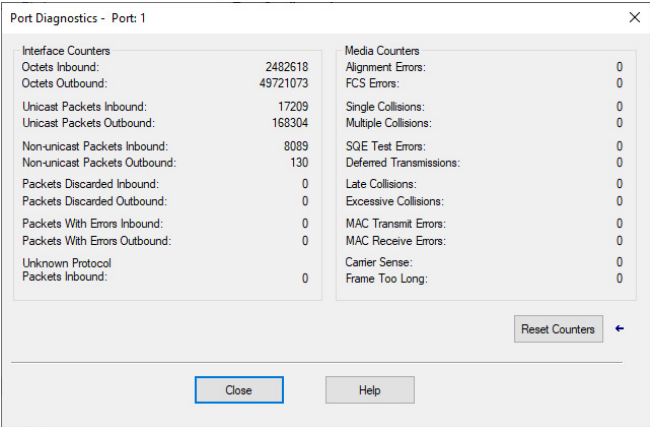 Port Diagnostics - Port: 1
Interface Counters
Octets Inbound: 2482618
Octets Outbound: 49721073
Unicast Packets Inbound: 17209
Unicast Packets Outbound: 168304
Non-unicast Packets Inbound: 8089
Non-unicast Packets Outbound: 130
Packets Discarded Inbound: 0
Packets Discarded Outbound: 0
Packets With Errors Inbound: 0
Packets With Errors Outbound: 0
Unknown Protocol
Packets Inbound: 0
Media Counters
Alignment Errors: 0
FCS Errors: 0
Single Collisions: 0
Multiple Collisions: 0
SQE Test Errors: 0
Deferred Transmissions: 0
Late Collisions: 0
Excessive Collisions: 0
MAC Transmit Errors: 0
MAC Receive Errors: 0
Carrier Sense: 0
Frame Too Long: 0
Reset Counters
Close
Help